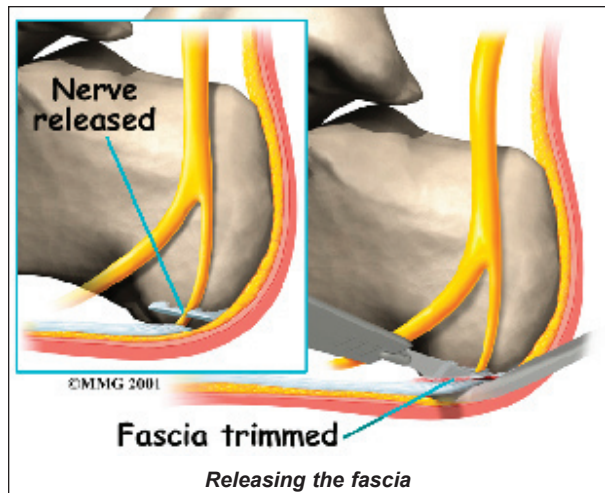 Nerve
released
©MMG 2001
Fascia trimmed
Releasing the fascia